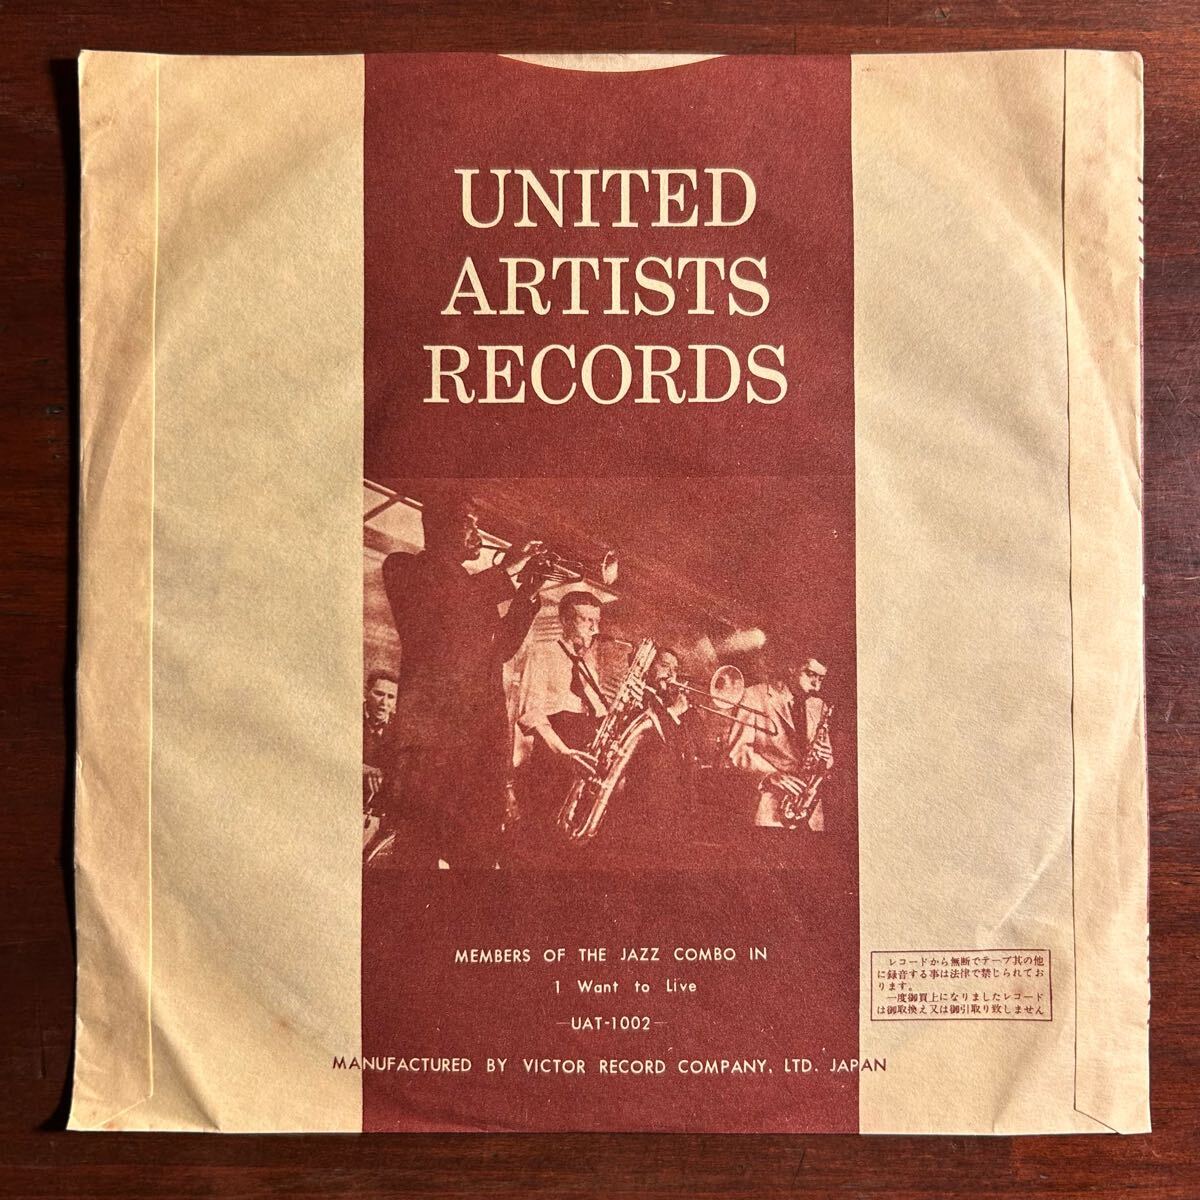 UNITED
ARTISTS
RECORDS
MEMBERS OF THE JAZZ COMBO IN
I Want to Live
—UAT-1002—
MANUFACTURED BY VICTOR RECORD COMPANY, LTD. JAPAN
レコードから無断でテープ其の他
に録音する事は法律で禁じられて お
ります。
一度御買上になりましたレコード
は御取換え又は御引取り致しません